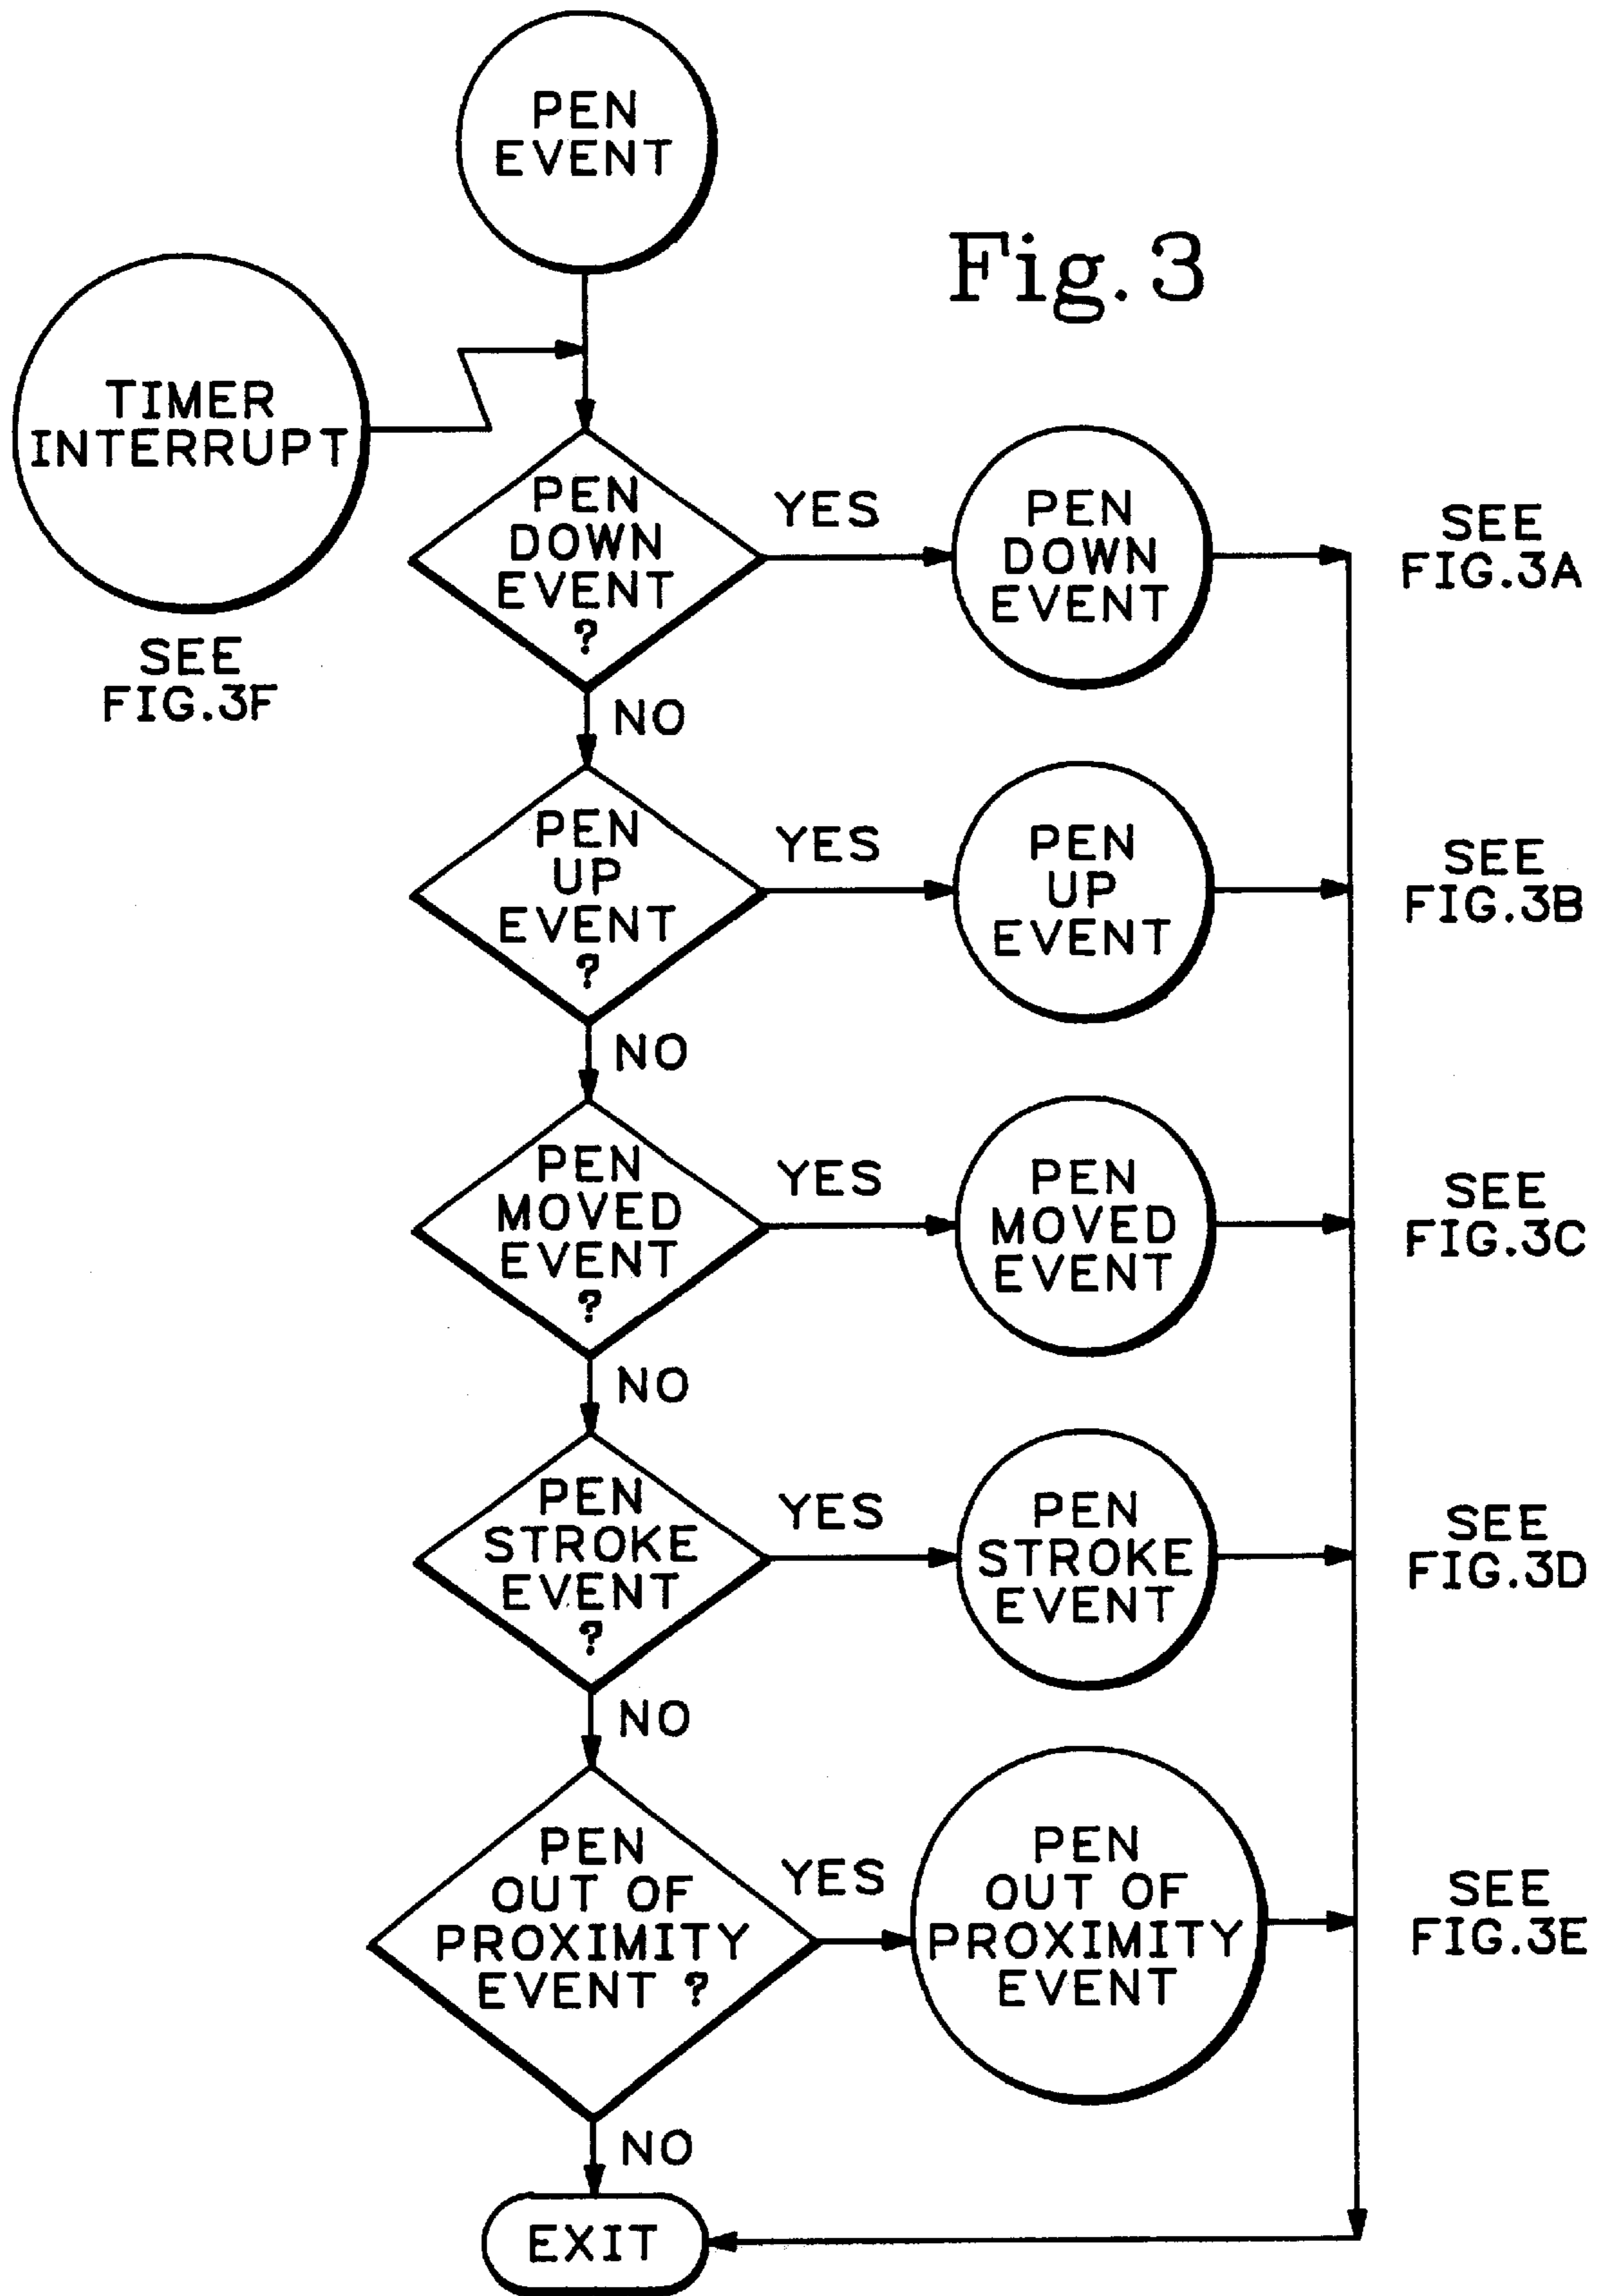 PEN
EVENT
Fig. 3
TIMER
INTERRUPT
SEE
FIG.3F
PEN
DOWN
EVENT
?
YES
PEN
DOWN
EVENT
SEE
FIG.3A
NO
PEN
UP
EVENT
?
YES
PEN
UP
EVENT
SEE
FIG.3B
NO
PEN
MOVED
EVENT
?
YES
PEN
MOVED
EVENT
SEE
FIG.3C
NO
PEN
STROKE
EVENT
?
YES
PEN
STROKE
EVENT
SEE
FIG.3D
NO
PEN
OUT OF
PROXIMITY
EVENT ?
YES
PEN
OUT OF
PROXIMITY
EVENT
SEE
FIG.3E
NO
EXIT